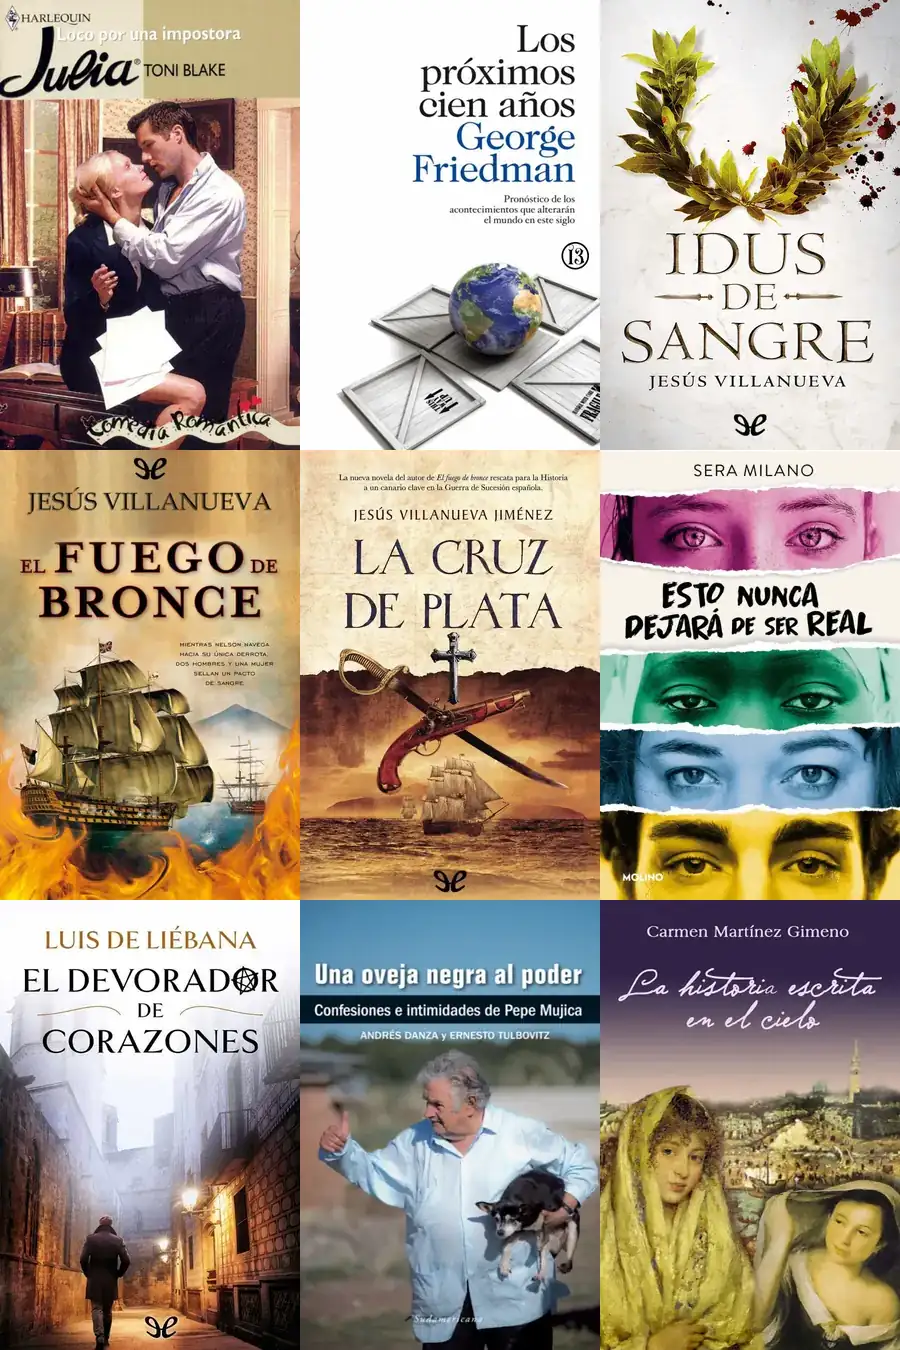 HARLEQUIN
Loco por una impostora
Julia®
TONI BLAKE
Comedia Romántica
Los
próximos
cien años
George
Friedman
Pronóstico de los
acontecimientos que alterarán
el mundo en este siglo
13
IDUS
DE
SANGRE
JESÚS VILLANUEVA
JESÚS VILLANUEVA
EL FUEGO DE
BRONCE
MIENTRAS NELSON NAVEGA
HACIA SU ÚNICA DERROTA,
DOS HOMBRES Y UNA MUJER
SELLAN UN PACTO
DE SANGRE
La nueva novela del autor de El fuego de bronce rescata para la Historia
a un canario clave en la Guerra de Sucesión española.
JESÚS VILLANUEVA JIMÉNEZ
LA CRUZ
DE PLATA
SERA MILANO
ESTO NUNCA
DEJARÁ DE SER REAL
MOLINO
LUIS DE LIÉBANA
EL DEVORADOR
DE
CORAZONES
Una oveja negra al poder
Confesiones e intimidades de Pepe Mujica
ANDRÉS DANZA y ERNESTO TULBOVITZ
Sudamericana
Carmen Martínez Gimeno
La historia escrita
en el cielo